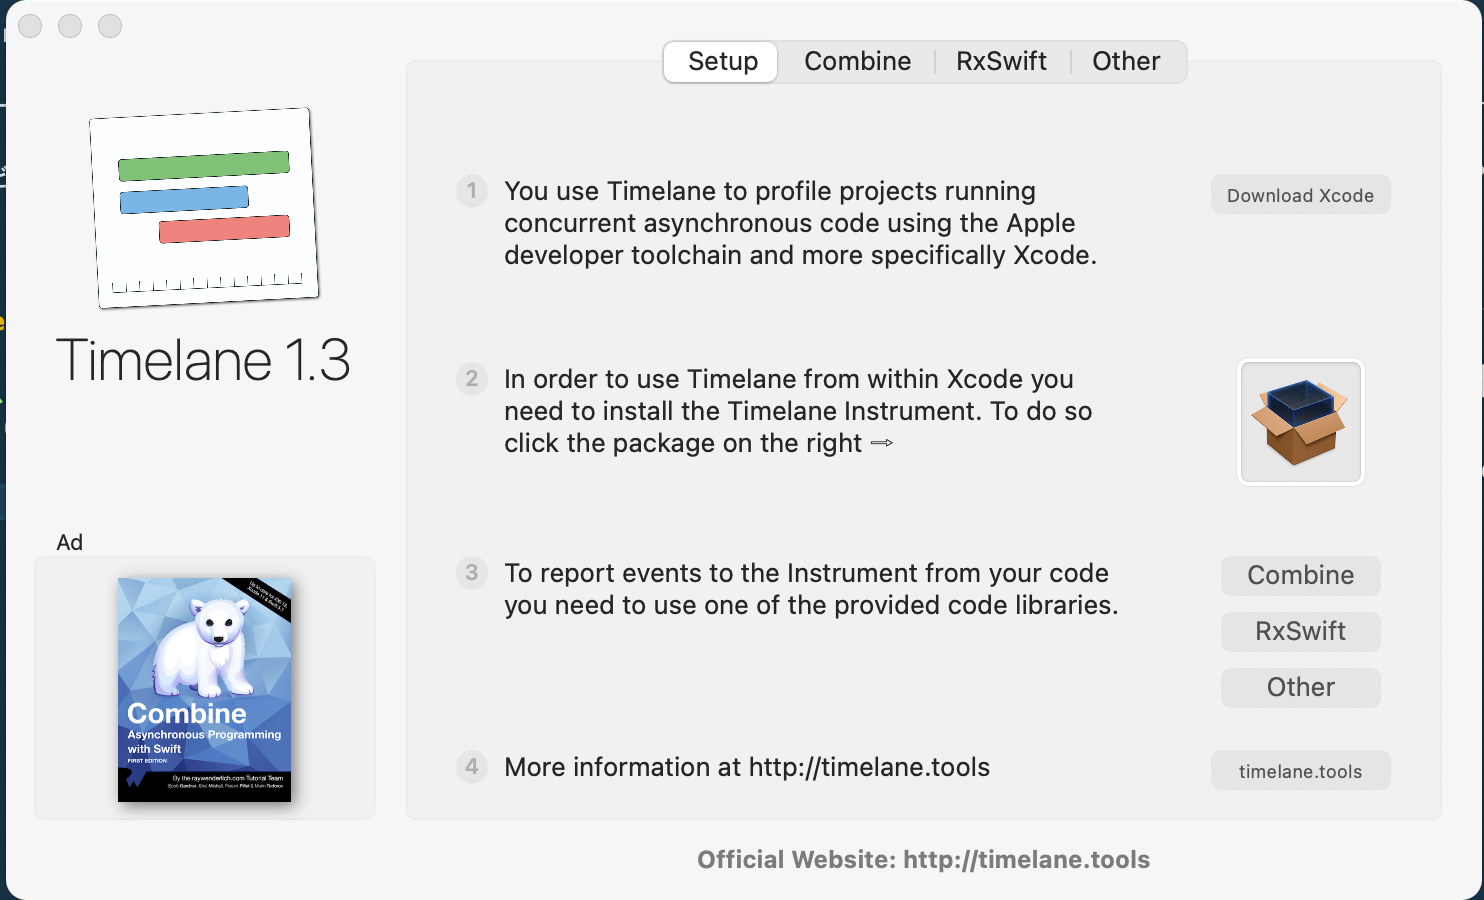 Setup
Combine
RxSwift
Other
Timelane 1.3
1
You use Timelane to profile projects running
concurrent asynchronous code using the Apple
developer toolchain and more specifically Xcode.
Download Xcode
2
In order to use Timelane from within Xcode you
need to install the Timelane Instrument. To do so
click the package on the right ⇨
3
To report events to the Instrument from your code
you need to use one of the provided code libraries.
Combine
RxSwift
Other
4
More information at http://timelane.tools
timelane.tools
Ad
Combine
Asynchronous Programming
with Swift
FIRST EDITION
By the raywenderlich.com Tutorial Team
Official Website: http://timelane.tools